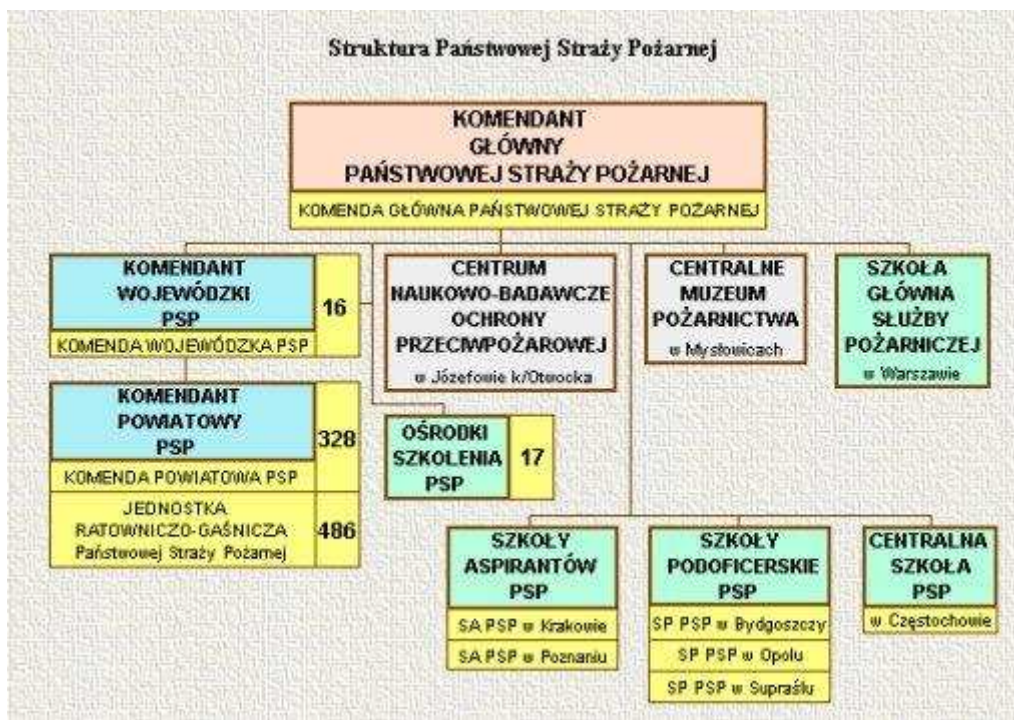 Struktura Państwowej Straży Pożarnej
KOMENDANT
GŁÓWNY
PAŃSTWOWEJ STRAŻY POŻARNEJ
KOMENDA GŁÓWNA PAŃSTWOWEJ STRAŻY POŻARNEJ
KOMENDANT
WOJEWÓDZKI
PSP
16
KOMENDA WOJEWÓDZKA PSP
CENTRUM
NAUKOWO-BADAWCZE
OCHRONY
PRZECIWPOŻAROWEJ
w Józefowie k/Otwocka
CENTRALNE
MUZEUM
POŻARNICTWA
w Mysłowicach
SZKOŁA
GŁÓWNA
SŁUŻBY
POŻARNICZEJ
w Warszawie
KOMENDANT
POWIATOWY
PSP
328
KOMENDA POWIATOWA PSP
JEDNOSTKA
RATOWNICZO-GAŚNICZA
Państwowej Straży Pożarnej
486
OŚRODKI
SZKOLENIA
PSP
17
SZKOŁY
ASPIRANTÓW
PSP
SA PSP w Krakowie
SA PSP w Poznaniu
SZKOŁY
PODOFICERSKIE
PSP
SP PSP w Bydgoszczy
SP PSP w Opolu
SP PSP w Supraślu
CENTRALNA
SZKOŁA
PSP
w Częstochowie